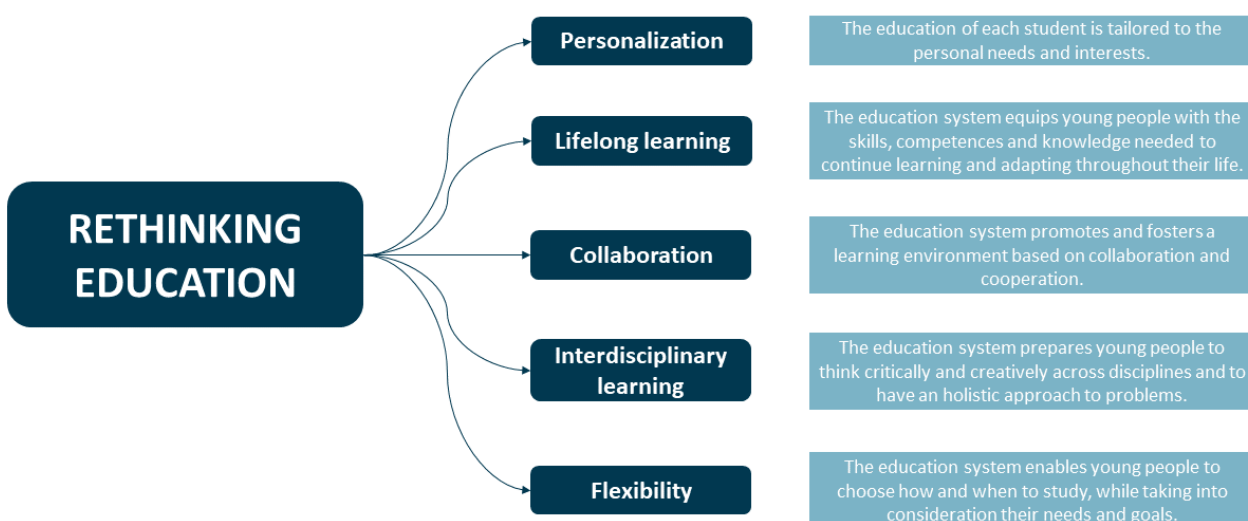 RETHINKING
EDUCATION
Personalization
The education of each student is tailored to the
personal needs and interests.
Lifelong learning
The education system equips young people with the
skills, competences and knowledge needed to
continue learning and adapting throughout their life.
Collaboration
The education system promotes and fosters a
learning environment based on collaboration and
cooperation.
Interdisciplinary
learning
The education system prepares young people to
think critically and creatively across disciplines and to
have an holistic approach to problems.
Flexibility
The education system enables young people to
choose how and when to study, while taking into
consideration their needs and goals.